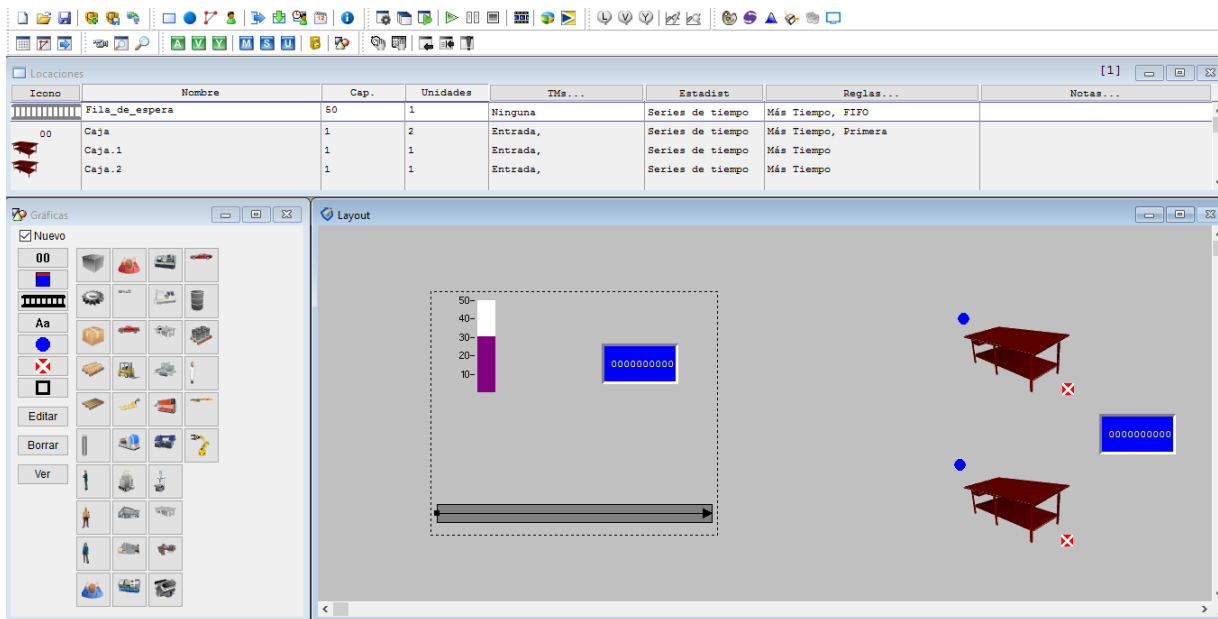 Locaciones [1]
Icono Nombre Cap. Unidades TMs... Estadist Reglas... Notas...
Fila_de_espera 50 1 Ninguna Series de tiempo Más Tiempo, FIFO
00 Caja 1 2 Entrada, Series de tiempo Más Tiempo, Primera
Caja.1 1 1 Entrada, Series de tiempo Más Tiempo
Caja.2 1 1 Entrada, Series de tiempo Más Tiempo
Gráficas
Nuevo
00
Aa
Editar
Borrar
Ver
Layout
50-
40-
30-
20-
10-
0000000000
0000000000